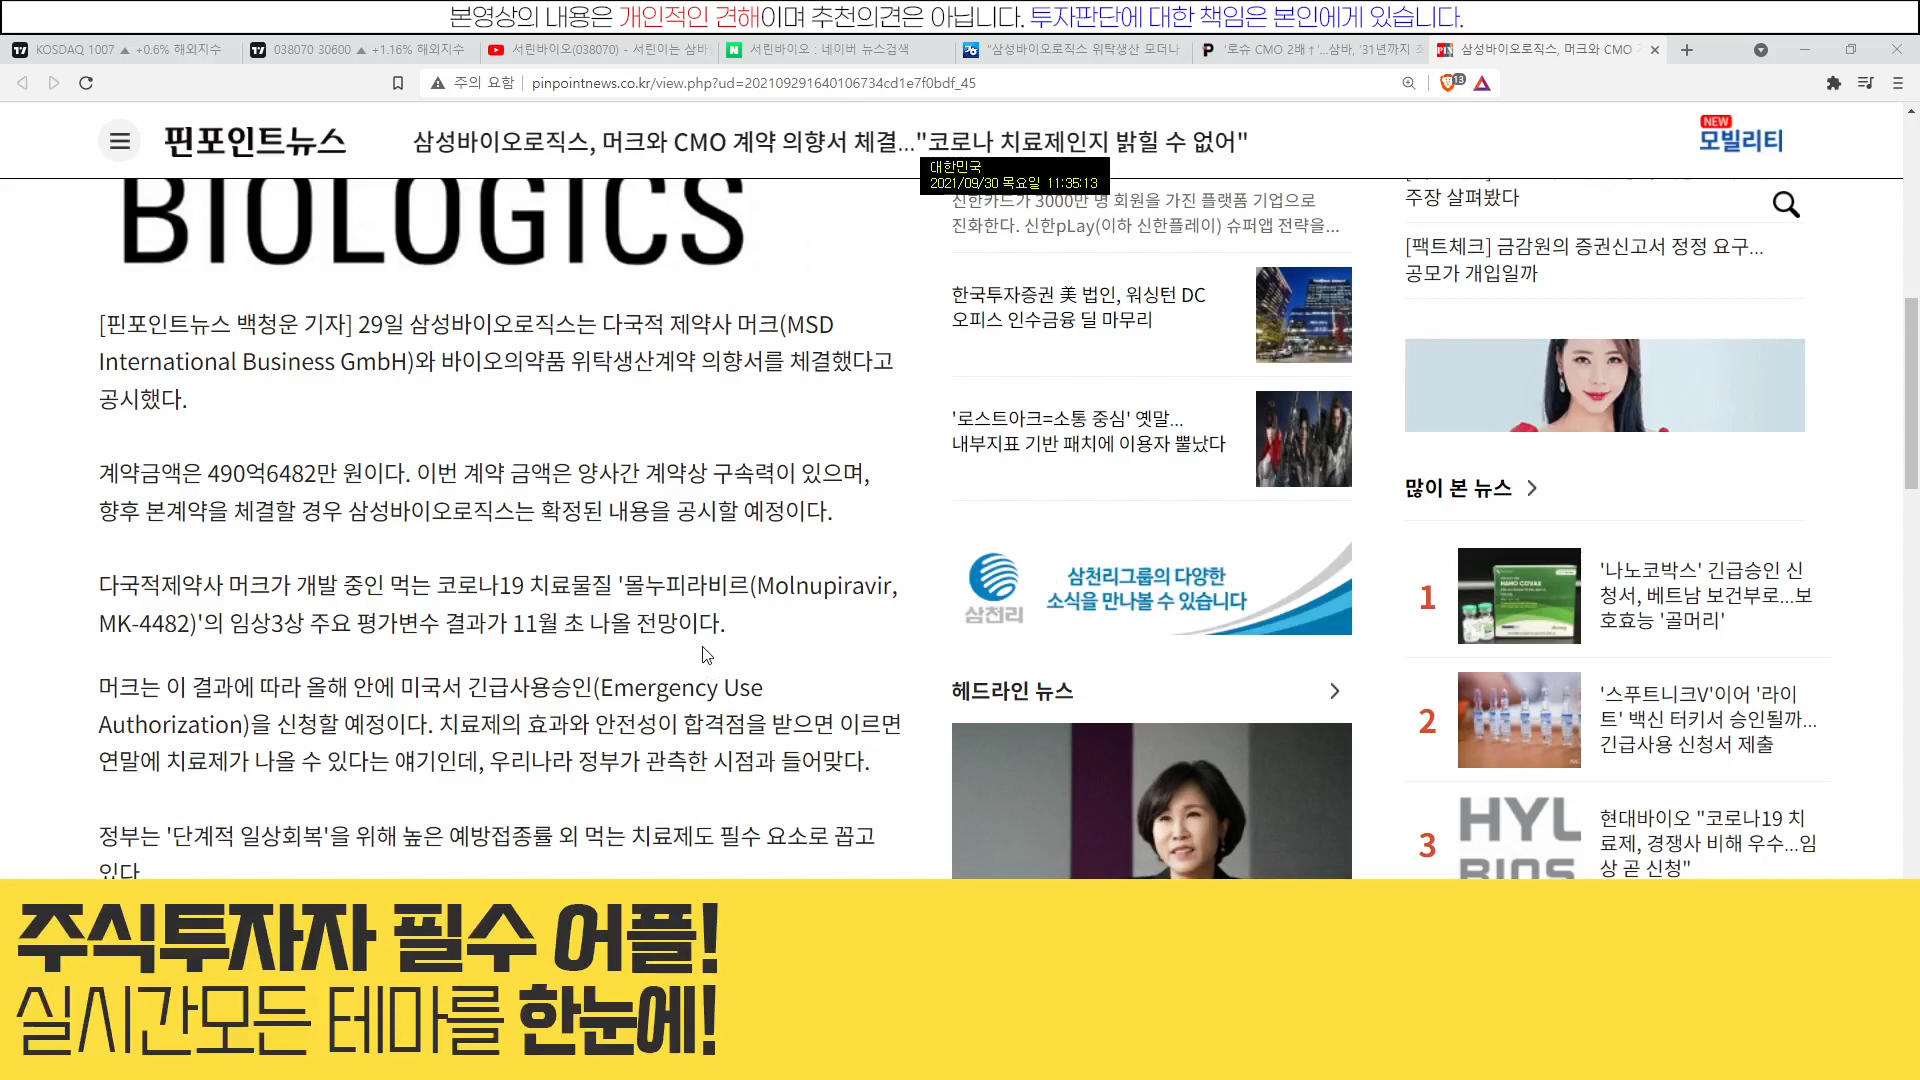 본영상의 내용은 개인적인 견해이며 추천의견은 아닙니다. 투자판단에 대한 책임은 본인에게 있습니다.
KOSDAQ 1007 ▲ +0.6% 해외지수
038070 30600 ▲ +1.16% 해외지수
서린바이오(038070) - 서린이는 삼바
서린바이오 : 네이버 뉴스검색
"삼성바이오로직스 위탁생산 모더나
'로슈 CMO 2배↑'...삼바, '31년까지
삼성바이오로직스, 머크와 CMO
주의 요함
pinpointnews.co.kr/view.php?ud=202109291640106734cd1e7f0bdf_45
13
핀포인트뉴스
삼성바이오로직스, 머크와 CMO 계약 의향서 체결..."코로나 치료제인지 밝힐 수 없어"
NEW
모빌리티
대한민국
2021/09/30 목요일 11:35:13
BIOLOGICS
[핀포인트뉴스 백청운 기자] 29일 삼성바이오로직스는 다국적 제약사 머크(MSD
International Business GmbH)와 바이오의약품 위탁생산계약 의향서를 체결했다고
공시했다.
계약금액은 490억6482만 원이다. 이번 계약 금액은 양사간 계약상 구속력이 있으며,
향후 본계약을 체결할 경우 삼성바이오로직스는 확정된 내용을 공시할 예정이다.
다국적제약사 머크가 개발 중인 먹는 코로나19 치료물질 '몰누피라비르(Molnupiravir,
MK-4482)'의 임상3상 주요 평가변수 결과가 11월 초 나올 전망이다.
머크는 이 결과에 따라 올해 안에 미국서 긴급사용승인(Emergency Use
Authorization)을 신청할 예정이다. 치료제의 효과와 안전성이 합격점을 받으면 이르면
연말에 치료제가 나올 수 있다는 얘기인데, 우리나라 정부가 관측한 시점과 들어맞다.
정부는 '단계적 일상회복'을 위해 높은 예방접종률 외 먹는 치료제도 필수 요소로 꼽고
있다
신한카드가 3000만 명 회원을 가진 플랫폼 기업으로
진화한다. 신한pLay(이하 신한플레이) 슈퍼앱 전략을...
한국투자증권 美 법인, 워싱턴 DC
오피스 인수금융 딜 마무리
'로스트아크=소통 중심' 옛말...
내부지표 기반 패치에 이용자 뿔났다
삼천리
삼천리그룹의 다양한
소식을 만나볼 수 있습니다
헤드라인 뉴스
주장 살펴봤다
[팩트체크] 금감원의 증권신고서 정정 요구...
공모가 개입일까
많이 본 뉴스
1
NANO COVAX
'나노코박스' 긴급승인 신
청서, 베트남 보건부로...보
호효능 '골머리'
2
'스푸트니크V'이어 '라이
트' 백신 터키서 승인될까...
긴급사용 신청서 제출
3
HYL
BIOS
현대바이오 "코로나19 치
료제, 경쟁사 비해 우수...임
상 곧 신청"
주식투자자 필수 어플!
실시간모든 테마를 한눈에!